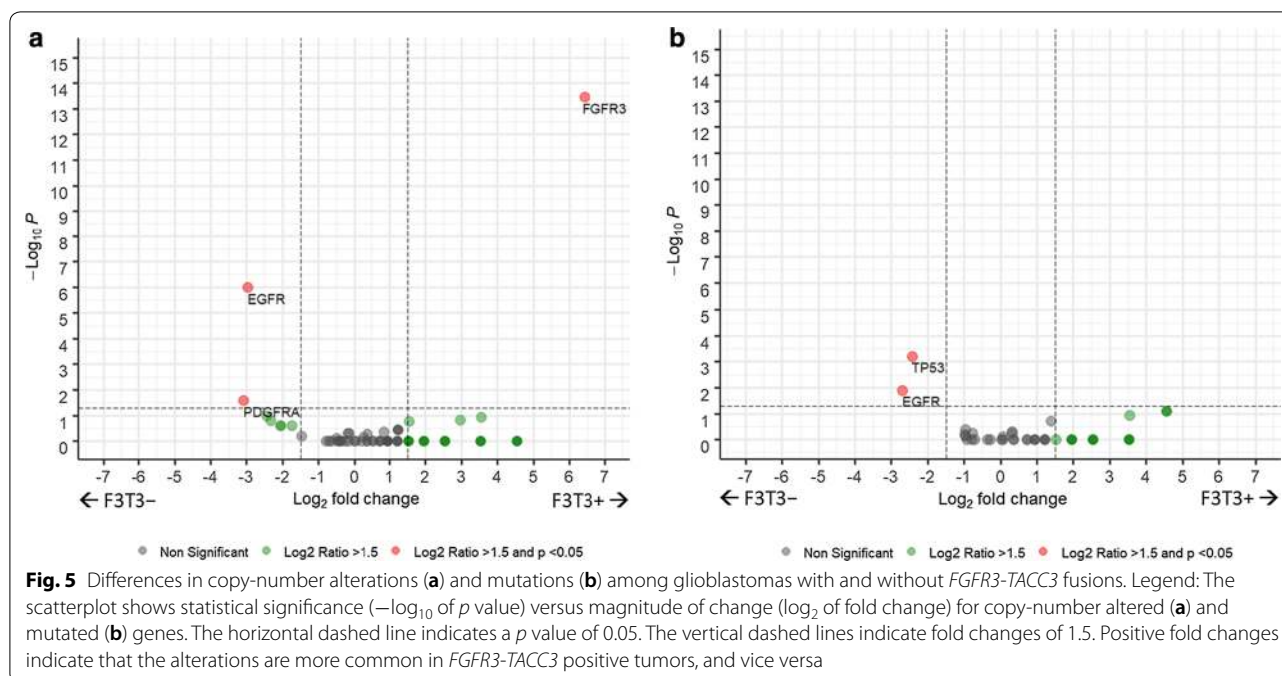 a
15
14
13
12
11
10
9
8
7
6
5
4
3
2
1
0
−Log10 P
FGFR3
EGFR
PDGFRA
-7 -6 -5 -4 -3 -2 -1 0 1 2 3 4 5 6 7
← F3T3− Log2 fold change F3T3+ →
Non Significant Log2 Ratio >1.5 Log2 Ratio >1.5 and p <0.05
b
15
14
13
12
11
10
9
8
7
6
5
4
3
2
1
0
−Log10 P
TP53
EGFR
-7 -6 -5 -4 -3 -2 -1 0 1 2 3 4 5 6 7
← F3T3− Log2 fold change F3T3+ →
Non Significant Log2 Ratio >1.5 Log2 Ratio >1.5 and p <0.05
Fig. 5 Differences in copy-number alterations (a) and mutations (b) among glioblastomas with and without FGFR3-TACC3 fusions. Legend: The
scatterplot shows statistical significance (−log10 of p value) versus magnitude of change (log2 of fold change) for copy-number altered (a) and
mutated (b) genes. The horizontal dashed line indicates a p value of 0.05. The vertical dashed lines indicate fold changes of 1.5. Positive fold changes
indicate that the alterations are more common in FGFR3-TACC3 positive tumors, and vice versa